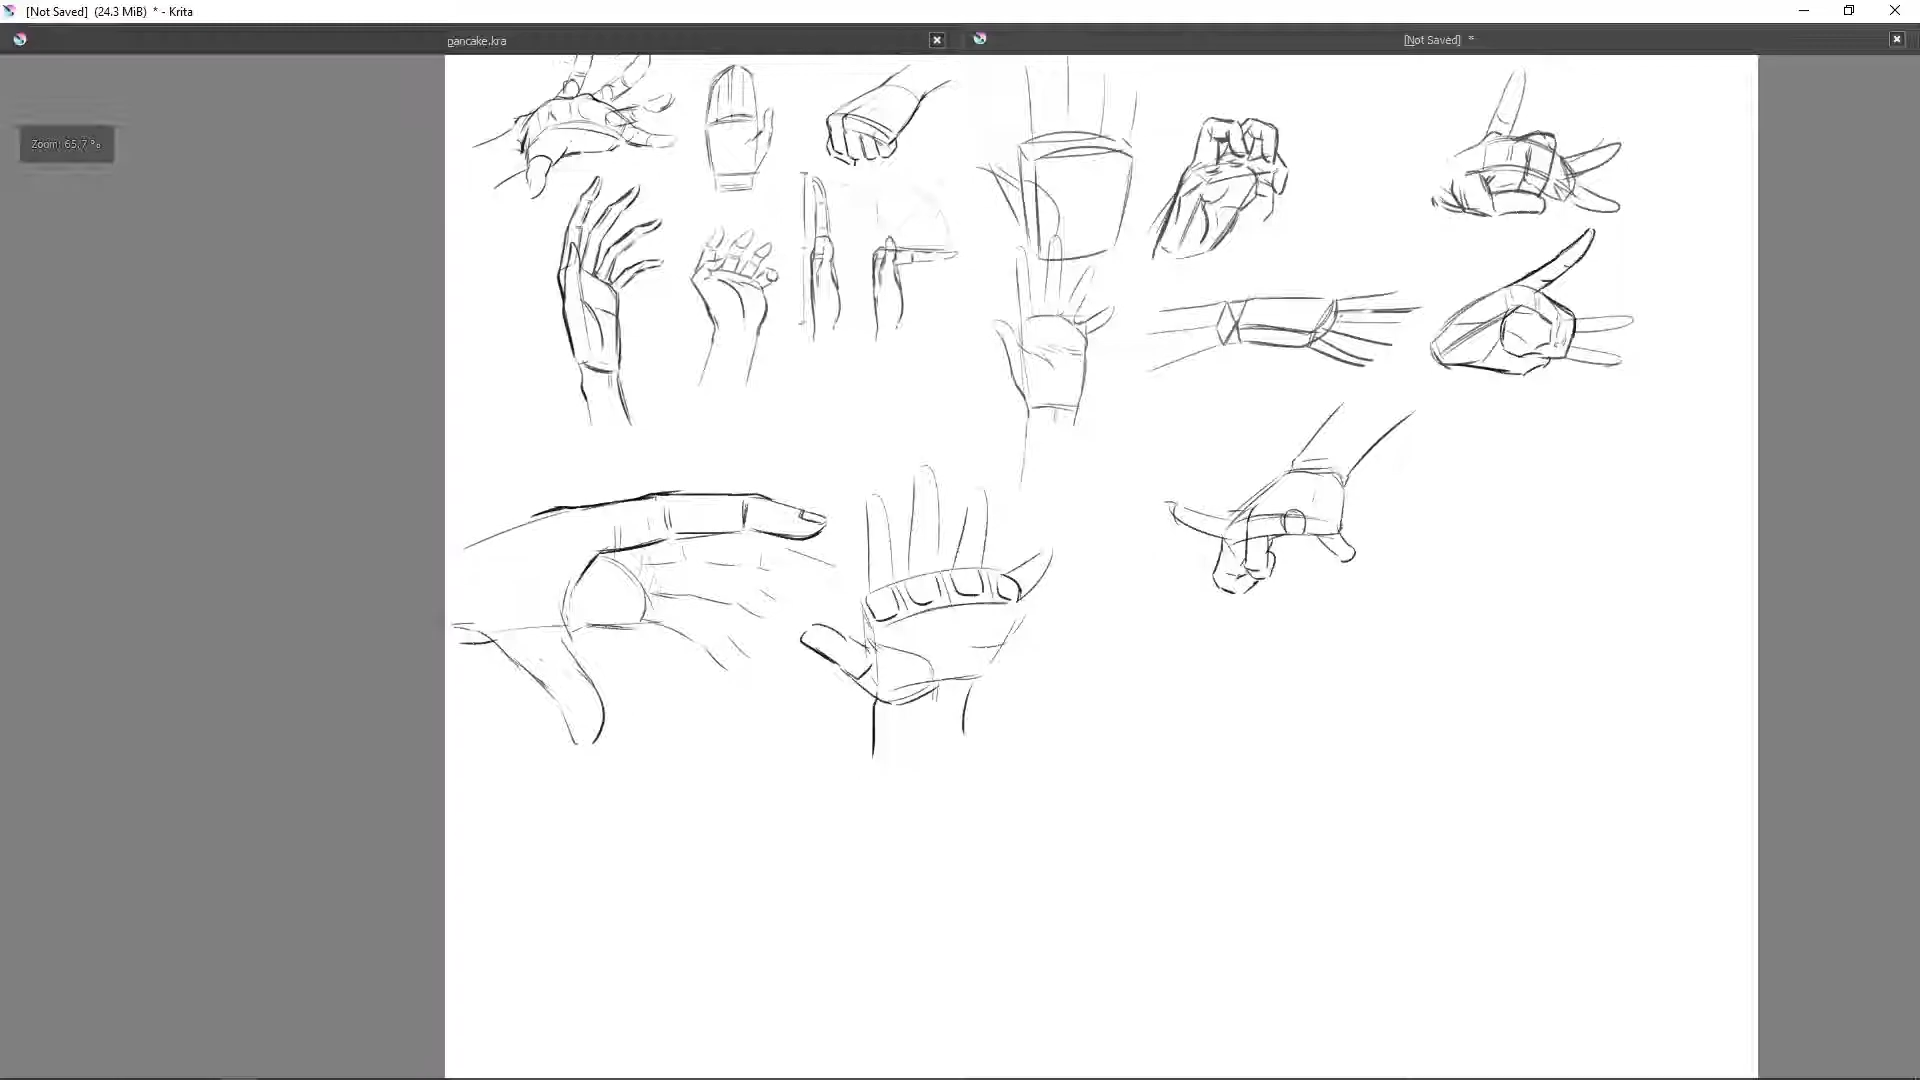 [Not Saved]  (24.3 MiB)  * - Krita
pancake.kra
[Not Saved]  *
Zoom: 65.7 %